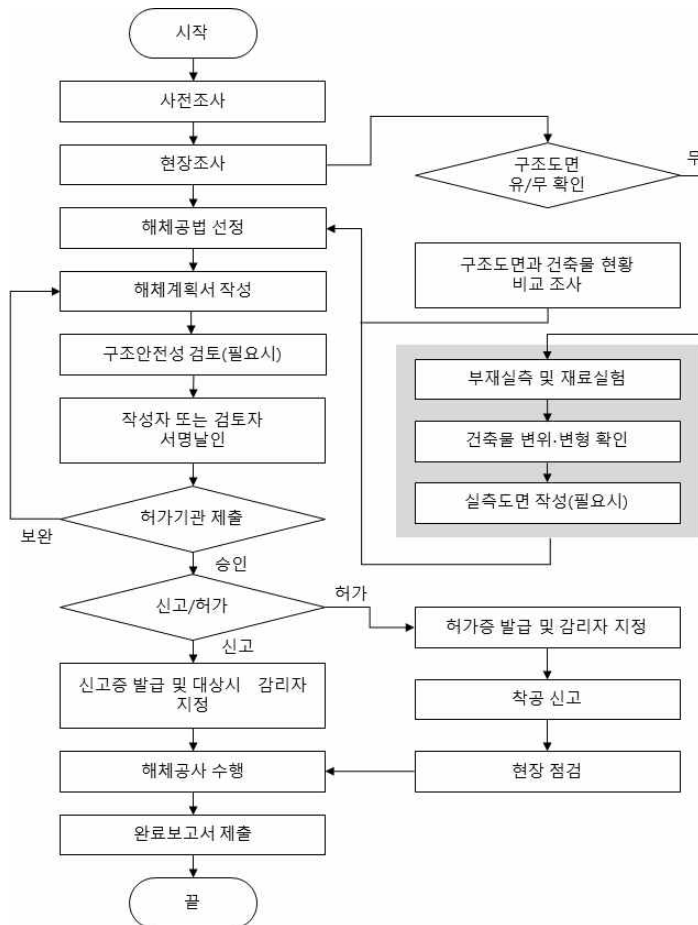 시작
사전조사
현장조사
구조도면
유/무 확인
무
해체공법 선정
구조도면과 건축물 현황
비교 조사
해체계획서 작성
구조안전성 검토(필요시)
부재실측 및 재료실험
작성자 또는 검토자
서명날인
건축물 변위·변형 확인
실측도면 작성(필요시)
허가기관 제출
보완
승인
신고/허가
허가
신고
허가증 발급 및 감리자 지정
신고증 발급 및 대상시 감리자
지정
착공 신고
해체공사 수행
현장 점검
완료보고서 제출
끝